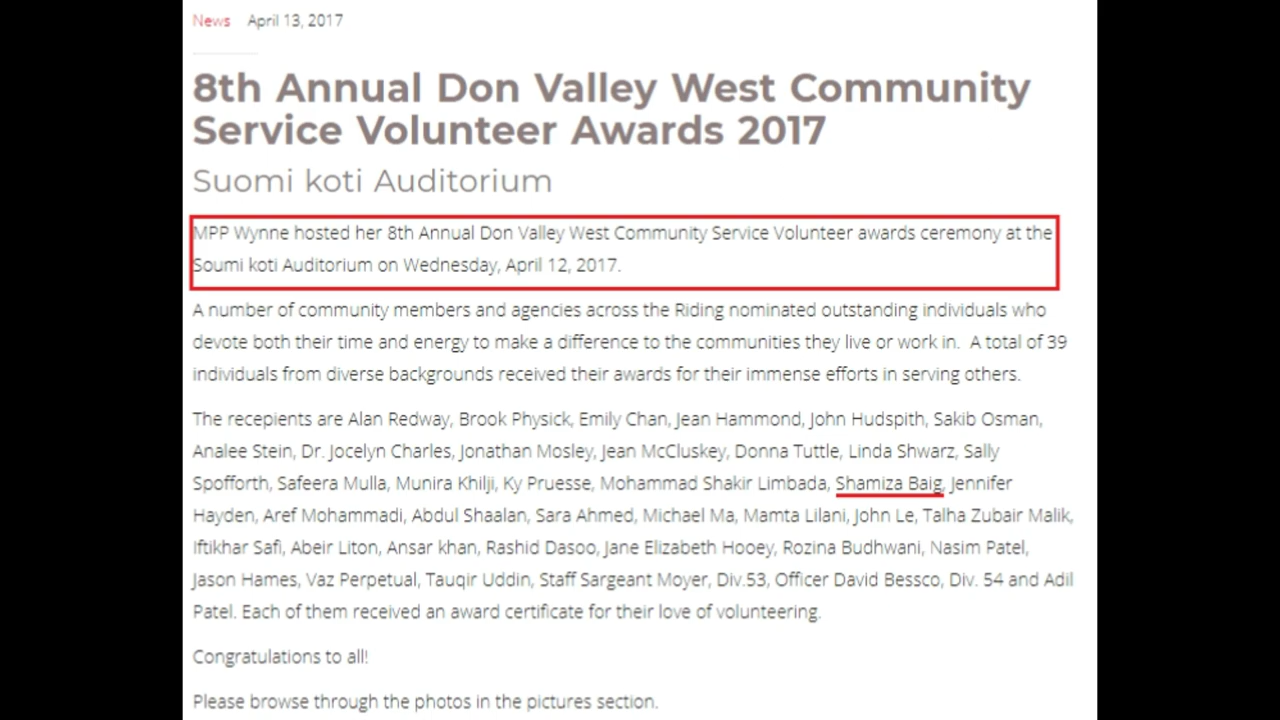 News April 13, 2017
8th Annual Don Valley West Community
Service Volunteer Awards 2017
Suomi koti Auditorium
MPP Wynne hosted her 8th Annual Don Valley West Community Service Volunteer awards ceremony at the
Soumi koti Auditorium on Wednesday, April 12, 2017.
A number of community members and agencies across the Riding nominated outstanding individuals who
devote both their time and energy to make a difference to the communities they live or work in. A total of 39
individuals from diverse backgrounds received their awards for their immense efforts in serving others.
The recepients are Alan Redway, Brook Physick, Emily Chan, Jean Hammond, John Hudspith, Sakib Osman,
Analee Stein, Dr. Jocelyn Charles, Jonathan Mosley, Jean McCluskey, Donna Tuttle, Linda Shwarz, Sally
Spofforth, Safeera Mulla, Munira Khilji, Ky Pruesse, Mohammad Shakir Limbada, Shamiza Baig, Jennifer
Hayden, Aref Mohammadi, Abdul Shaalan, Sara Ahmed, Michael Ma, Mamta Lilani, John Le, Talha Zubair Malik,
Iftikhar Safi, Abeir Liton, Ansar khan, Rashid Dasoo, Jane Elizabeth Hooey, Rozina Budhwani, Nasim Patel,
Jason Hames, Vaz Perpetual, Tauqir Uddin, Staff Sargeant Moyer, Div.53, Officer David Bessco, Div. 54 and Adil
Patel. Each of them received an award certificate for their love of volunteering.
Congratulations to all!
Please browse through the photos in the pictures section.